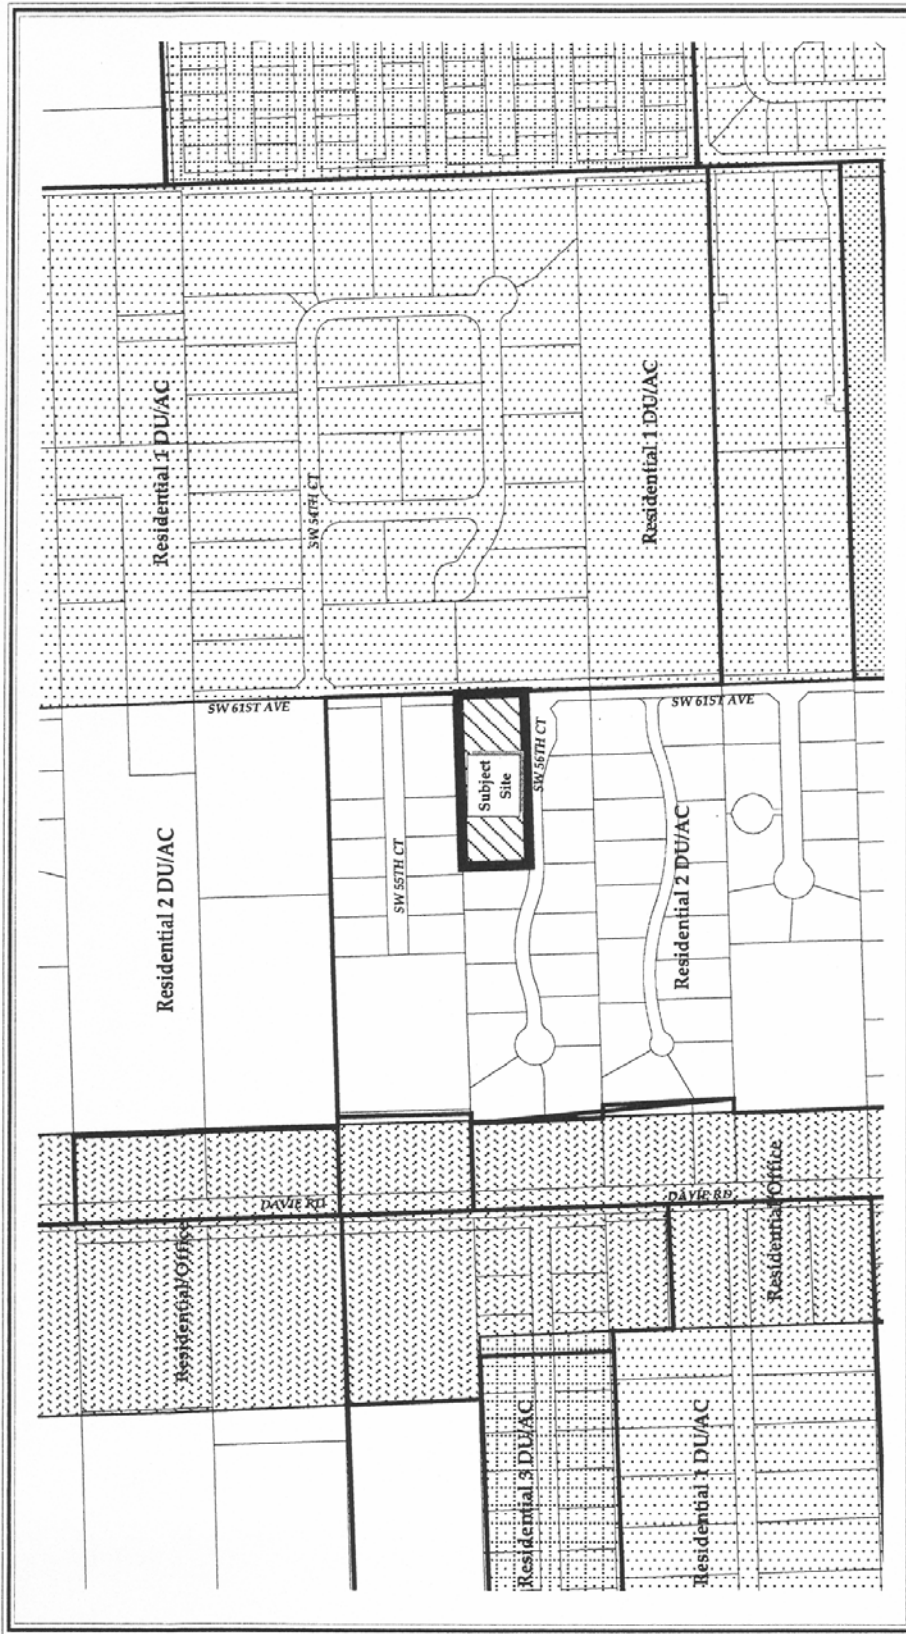 Residential 1 DU/AC
SW 54TH CT
Residential 1 DU/AC
SW 61ST AVE
SW 61ST AVE
Subject
Site
SW 56TH CT
SW 55TH CT
Residential 2 DU/AC
Residential 2 DU/AC
DAVIE RD
DAVIE RD
Residential/Office
Residential/Office
Residential 3 DU/AC
Residential 1 DU/AC